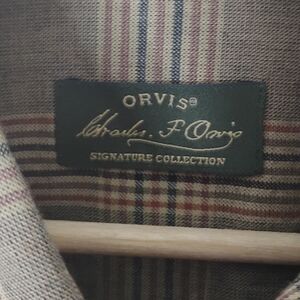 ORVIS®
Charles. F. Orvis
SIGNATURE COLLECTION